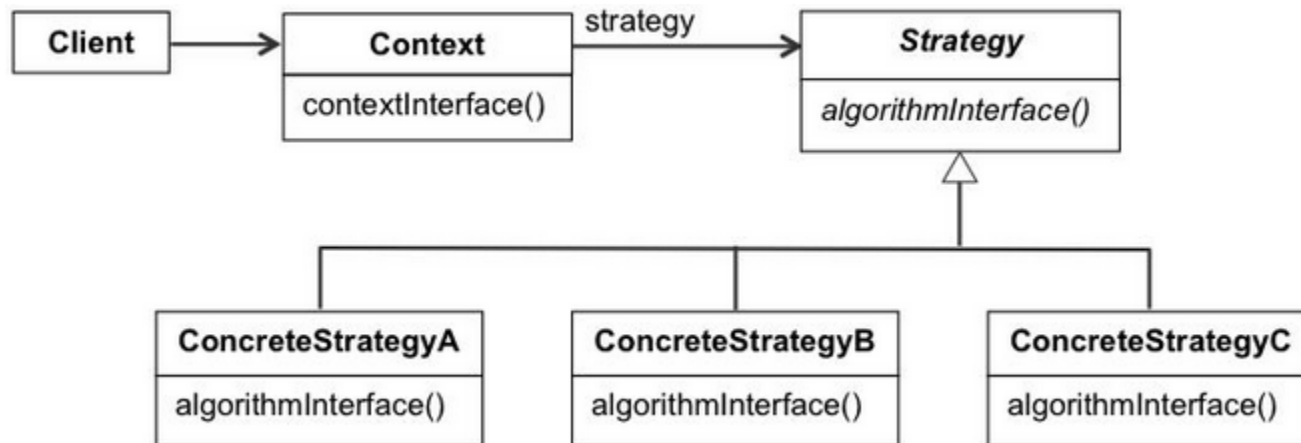 strategy
Client
Context
Strategy
contextInterface()
algorithmInterface()
ConcreteStrategyA
ConcreteStrategyB
ConcreteStrategyC
algorithmInterface()
algorithmInterface()
algorithmInterface()